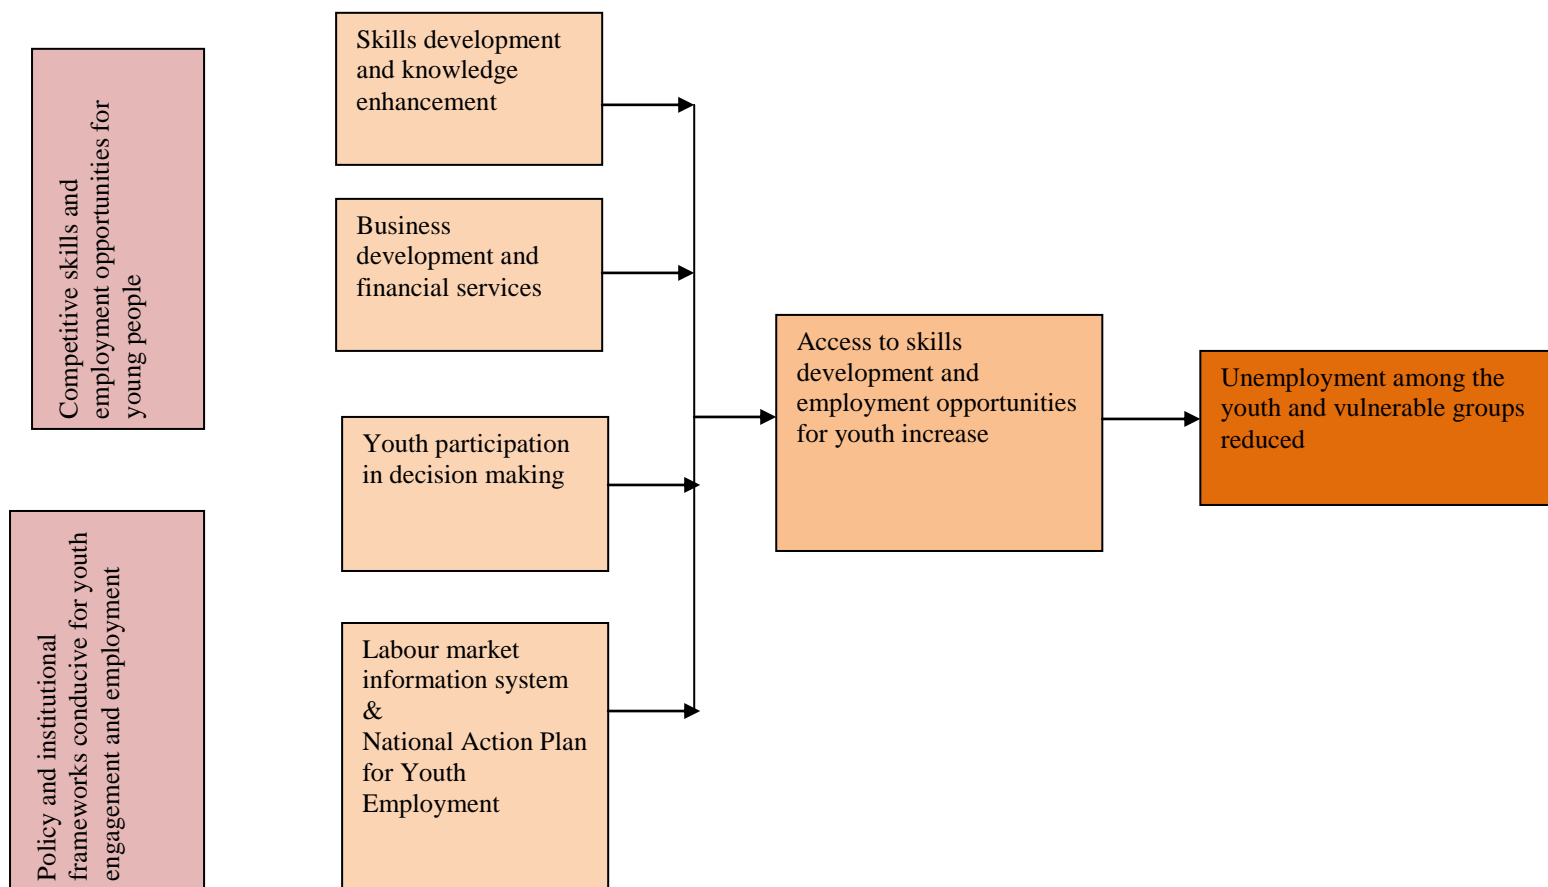 Competitive skills and
employment opportunities for
young people
Policy and institutional
frameworks conducive for youth
engagement and employment
Skills development
and knowledge
enhancement
Business
development and
financial services
Youth participation
in decision making
Labour market
information system
&
National Action Plan
for Youth
Employment
Access to skills
development and
employment opportunities
for youth increase
Unemployment among the
youth and vulnerable groups
reduced